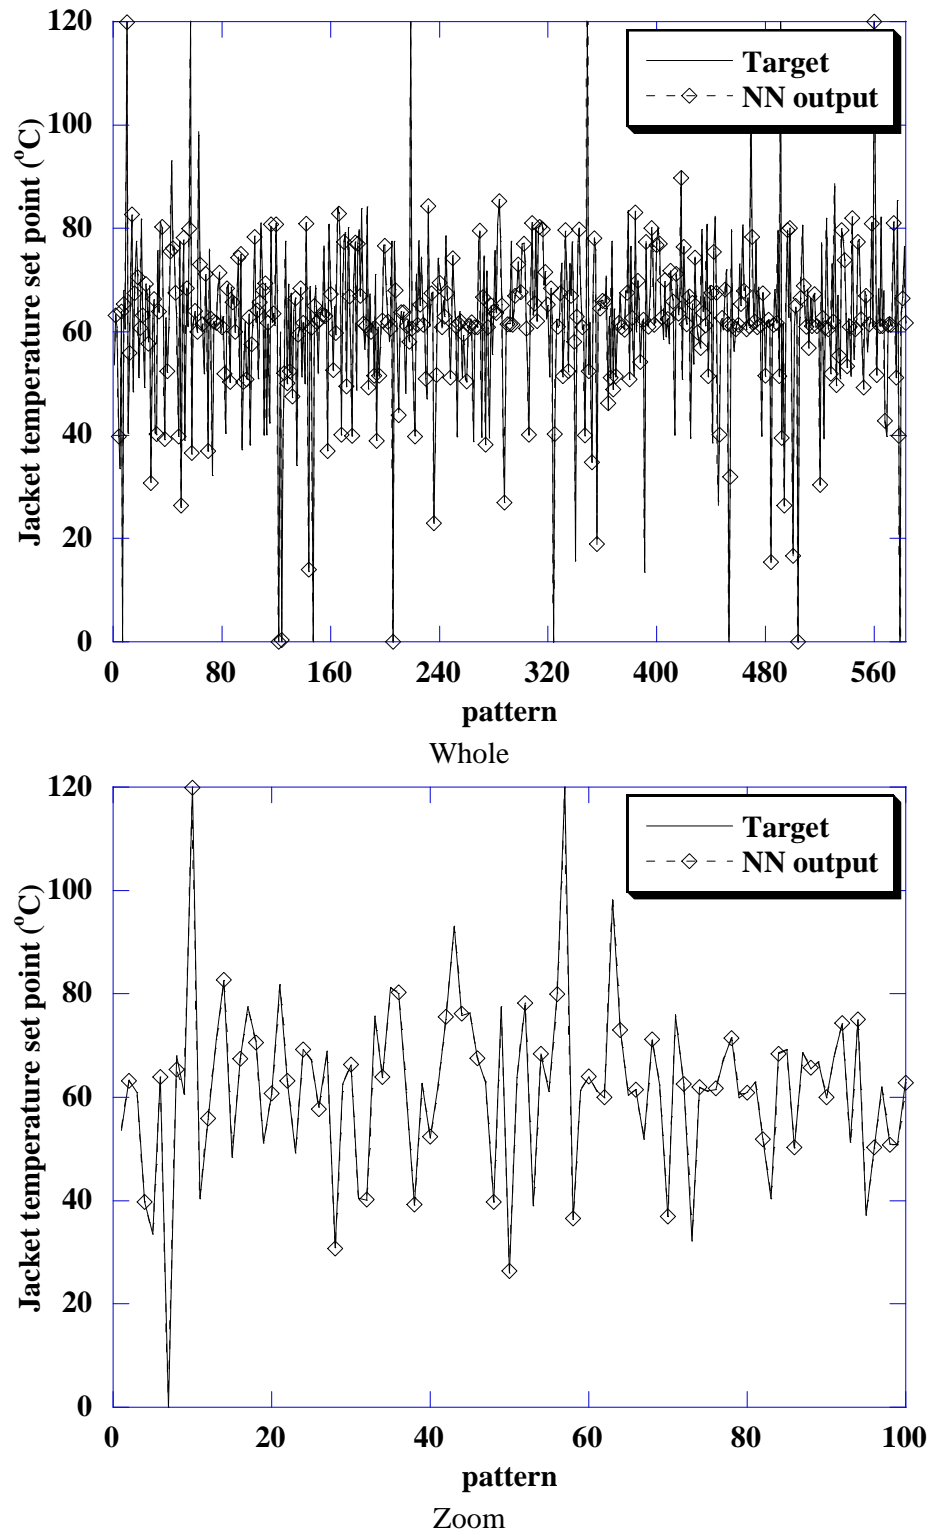 120
100
80
60
40
20
0
Jacket temperature set point (°C)
Target
NN output
0 80 160 240 320 400 480 560
pattern
Whole
120
100
80
60
40
20
0
Jacket temperature set point (°C)
Target
NN output
0 20 40 60 80 100
pattern
Zoom